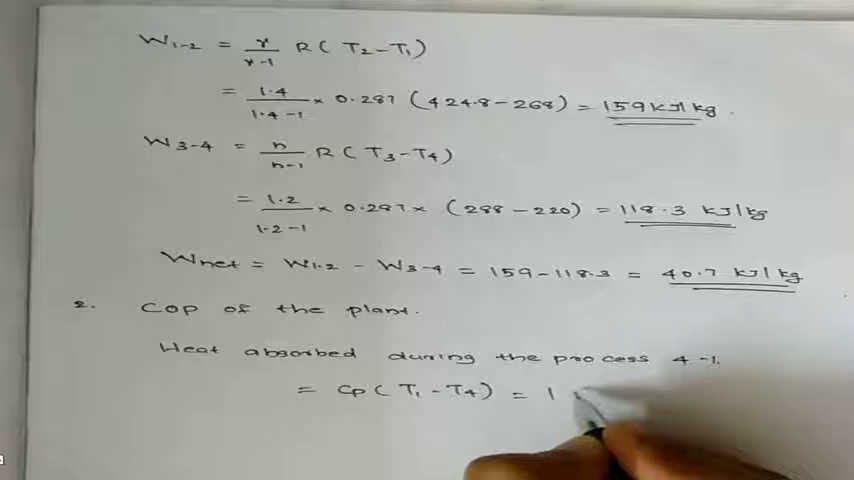 W1-2 = γ/γ-1 R ( T2 - T1 )
= 1.4/1.4-1 × 0.287 ( 424.8 - 268 ) = 159 kJ/kg.
W3-4 = n/n-1 R ( T3 - T4 )
= 1.2/1.2-1 × 0.287 × ( 288 - 220 ) = 118.3 kJ/kg
Wnet = W1-2 - W3-4 = 159 - 118.3 = 40.7 kJ/kg
2. COP of the plant.
Heat absorbed during the process 4-1.
= Cp ( T1 - T4 ) = 1